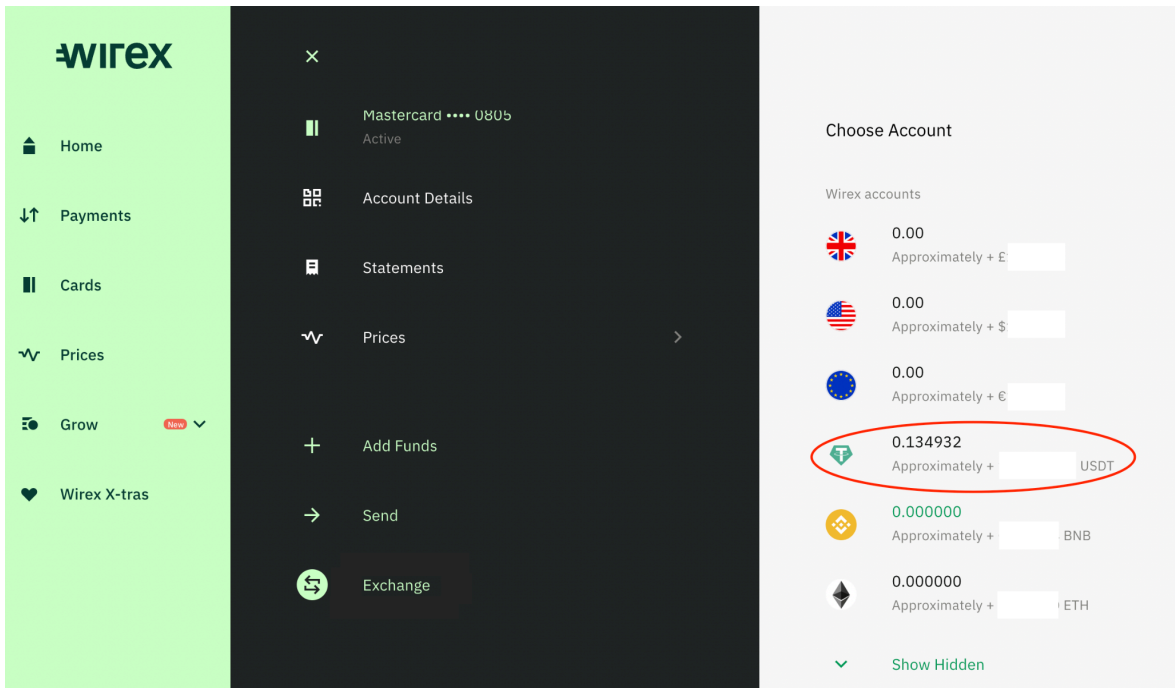 wirex
Home
Payments
Cards
Prices
Grow New
Wirex X-tras
Mastercard •••• 0805
Active
Account Details
Statements
Prices
Add Funds
Send
Exchange
Choose Account
Wirex accounts
0.00
Approximately + £
0.00
Approximately + $
0.00
Approximately + €
0.134932
Approximately + USDT
0.000000
Approximately + BNB
0.000000
Approximately + ETH
Show Hidden